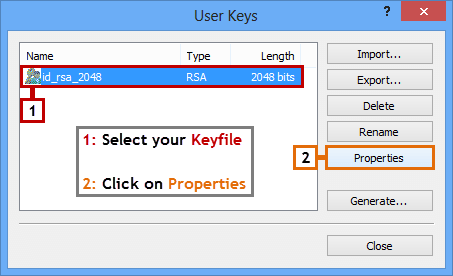 User Keys
Name Type Length
id_rsa_2048 RSA 2048 bits
1
1: Select your Keyfile
2: Click on Properties
Import...
Export...
Delete
Rename
2
Properties
Generate...
Close